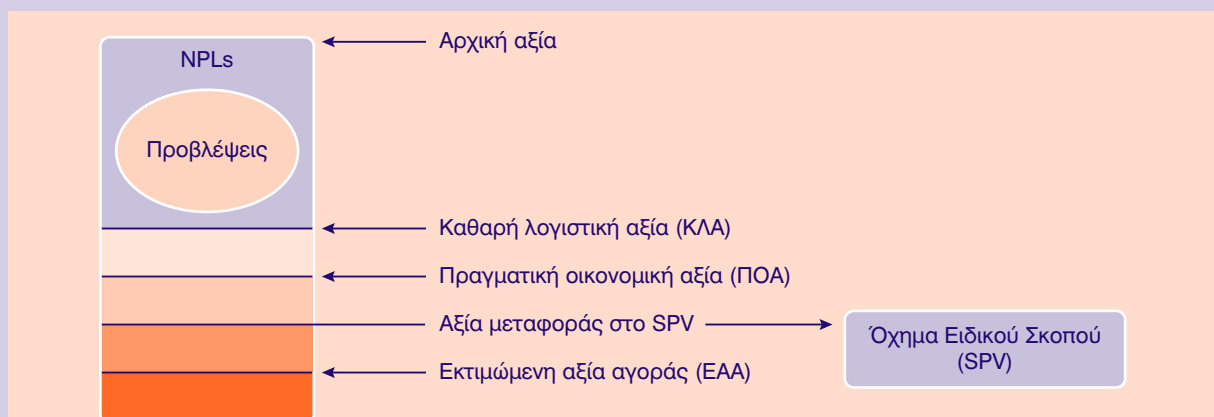 Αρχική αξία
NPLs
Προβλέψεις
Καθαρή λογιστική αξία (ΚΛΑ)
Πραγματική οικονομική αξία (ΠΟΑ)
Αξία μεταφοράς στο SPV
Όχημα Ειδικού Σκοπού
(SPV)
Εκτιμώμενη αξία αγοράς (ΕΑΑ)